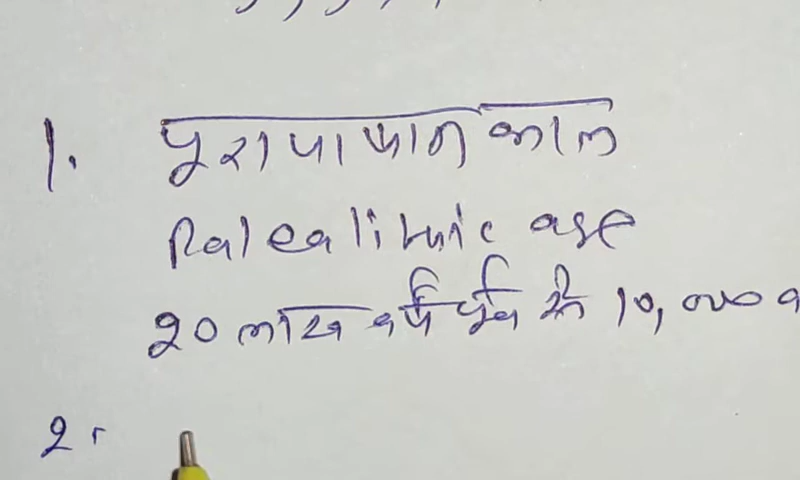 1. पुरापाषाण काल
Palealithic age
20 लाख वर्ष पूर्व से 10,000 व
2.